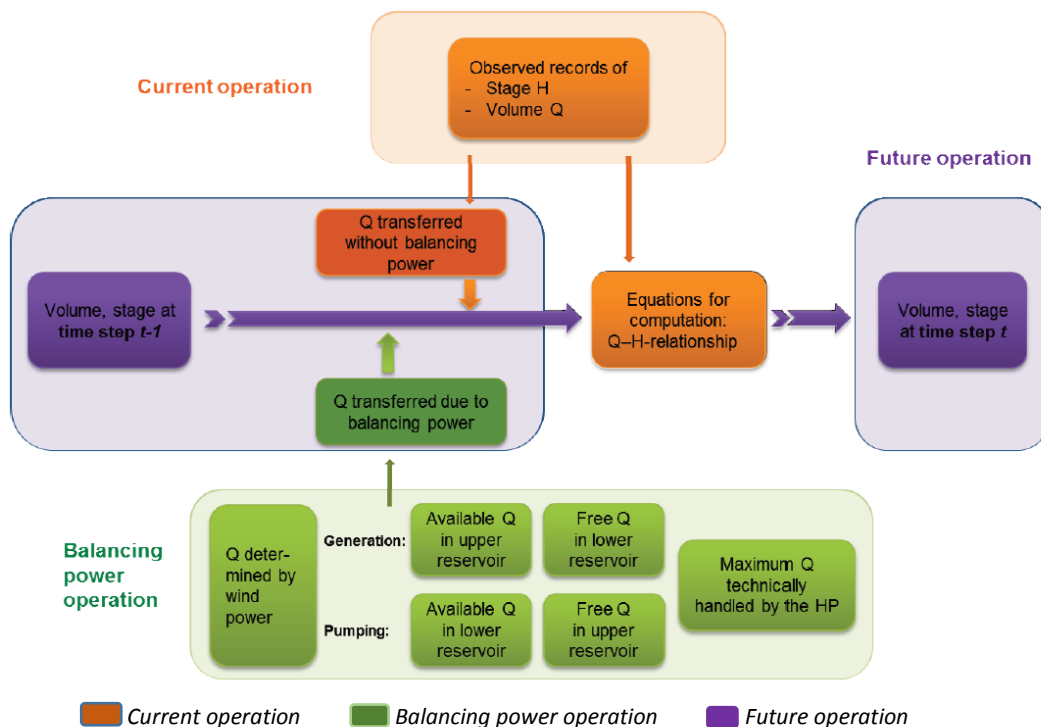 Current operation
Observed records of
- Stage H
- Volume Q
Future operation
Q transferred
without balancing
power
Volume, stage at
time step t-1
Equations for
computation:
Q–H-relationship
Volume, stage
at time step t
Q transferred due to
balancing power
Balancing
power
operation
Q deter-
mined by
wind
power
Generation:
Available Q
in upper
reservoir
Free Q
in lower
reservoir
Pumping:
Available Q
in lower
reservoir
Free Q
in upper
reservoir
Maximum Q
technically
handled by the HP
Current operation
Balancing power operation
Future operation